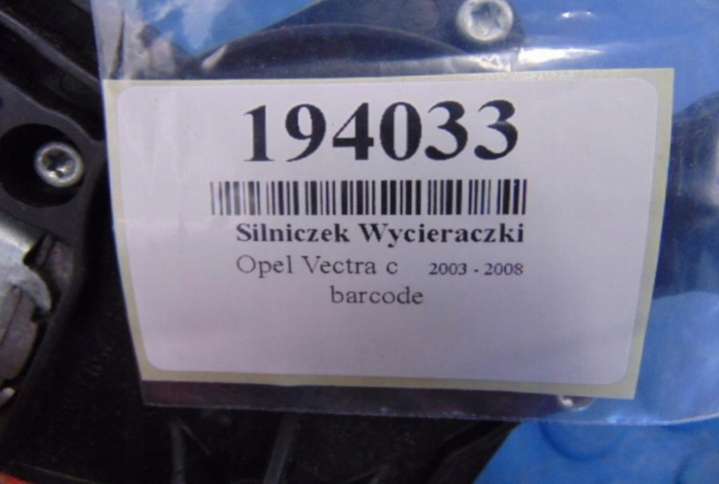 194033
Silniczek Wycieraczki
Opel Vectra c 2003 - 2008
barcode